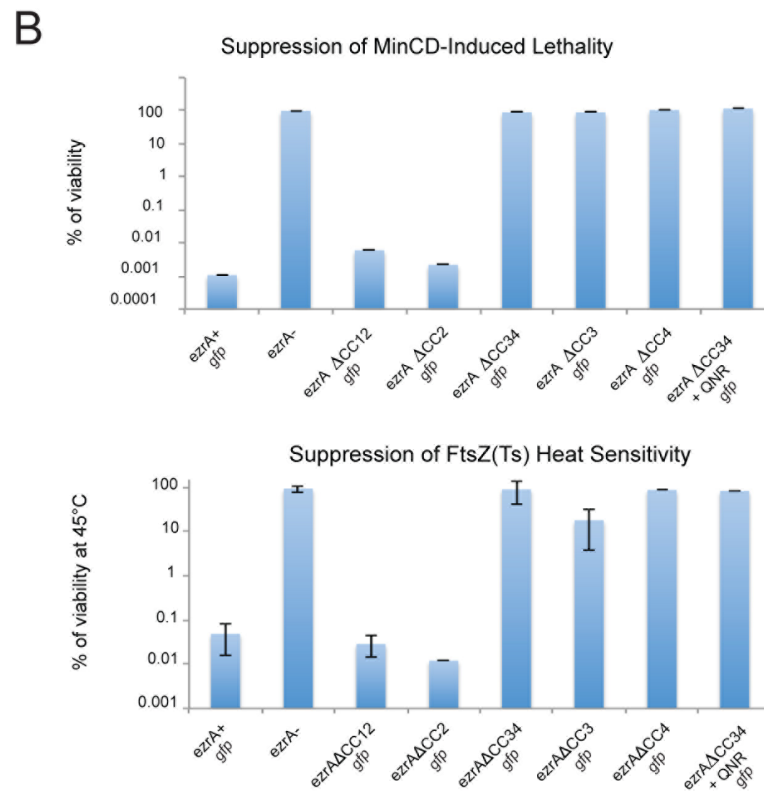 B
Suppression of MinCD-Induced Lethality
% of viability
100
10
1
0.1
0.01
0.001
0.0001
ezrA+
gfp
ezrA-
ezrA ΔCC12
gfp
ezrA ΔCC2
gfp
ezrA ΔCC34
gfp
ezrA ΔCC3
gfp
ezrA ΔCC4
gfp
ezrA ΔCC34
+ QNR
gfp
Suppression of FtsZ(Ts) Heat Sensitivity
% of viability at 45°C
100
10
1
0.1
0.01
0.001
ezrA+
gfp
ezrA-
ezrAΔCC12
gfp
ezrAΔCC2
gfp
ezrAΔCC34
gfp
ezrAΔCC3
gfp
ezrAΔCC4
gfp
ezrAΔCC34
+ QNR
gfp